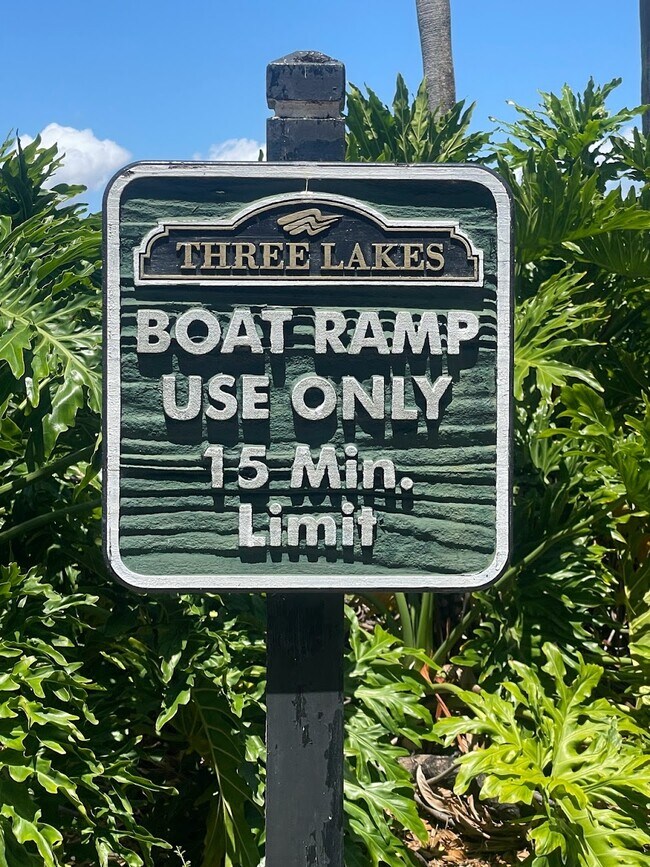 THREE LAKES
BOAT RAMP
USE ONLY
15 Min.
Limit